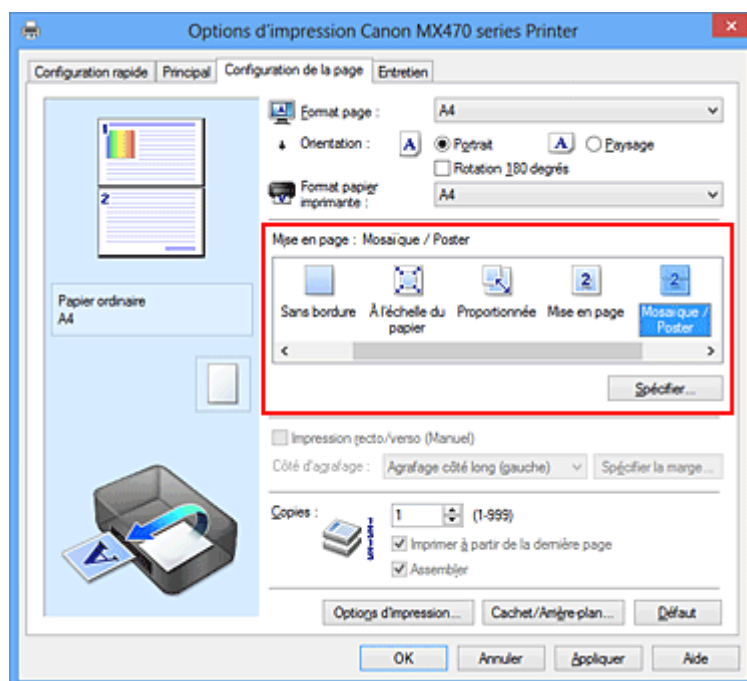 Options d'impression Canon MX470 series Printer
Configuration rapide Principal Configuration de la page Entretien
Format page : A4
Orientation : A Portrait A Paysage
Rotation 180 degrés
Format papier imprimante : A4
Mise en page : Mosaïque / Poster
Sans bordure À l'échelle du papier Proportionnée 2 Mise en page -2- Mosaïque / Poster
Spécifier...
1
2
Papier ordinaire
A4
Impression recto/verso (Manuel)
Côté d'agrafage : Agrafage côté long (gauche) Spécifier la marge...
Copies : 1 (1-999)
Imprimer à partir de la dernière page
Assembler
A
Options d'impression... Cachet/Arrière-plan... Défaut
OK Annuler Appliquer Aide